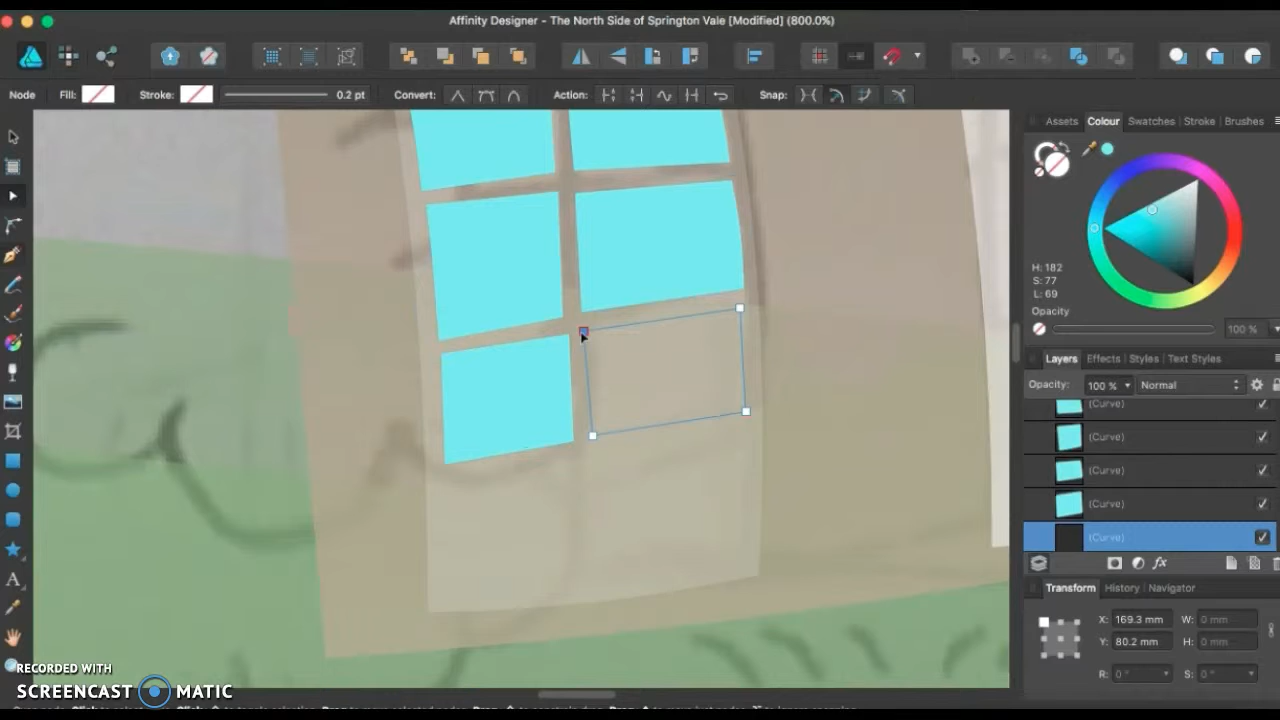 Affinity Designer - The North Side of Springton Vale [Modified] (800.0%)
Node Fill: Stroke: 0.2 pt Convert: Action: Snap:
Assets Colour Swatches Stroke Brushes
H: 182
S: 77
L: 69
Opacity
100 %
Layers Effects Styles Text Styles
Opacity: 100 % Normal
(Curve)
(Curve)
(Curve)
(Curve)
(Curve)
Transform History Navigator
X: 169.3 mm W: 0 mm
Y: 80.2 mm H: 0 mm
R: 0° S: 0°
RECORDED WITH
SCREENCAST MATIC